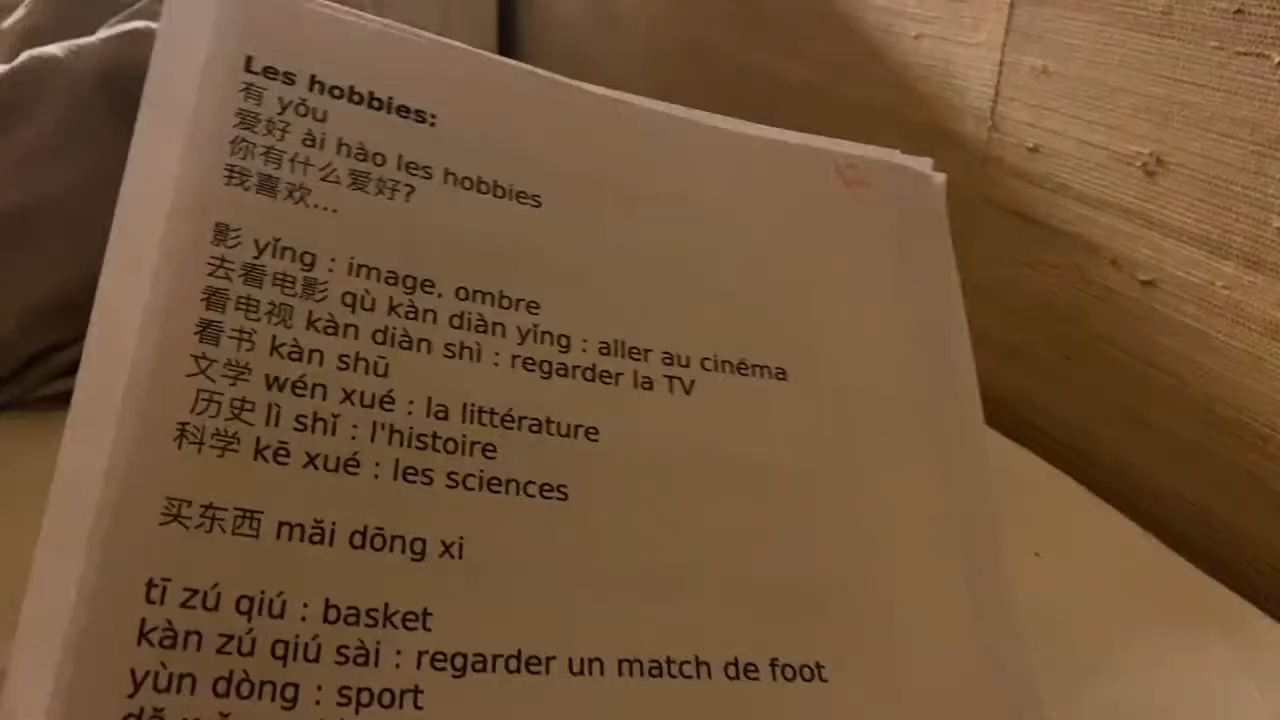 Les hobbies:
有 yǒu
爱好 ài hào les hobbies
你有什么爱好?
我喜欢...
影 yǐng : image, ombre
去看电影 qù kàn diàn yǐng : aller au cinéma
看电视 kàn diàn shì : regarder la TV
看书 kàn shū
文学 wén xué : la littérature
历史 lì shǐ : l'histoire
科学 kē xué : les sciences
买东西 mǎi dōng xi
tī zú qiú : basket
kàn zú qiú sài : regarder un match de foot
yùn dòng : sport